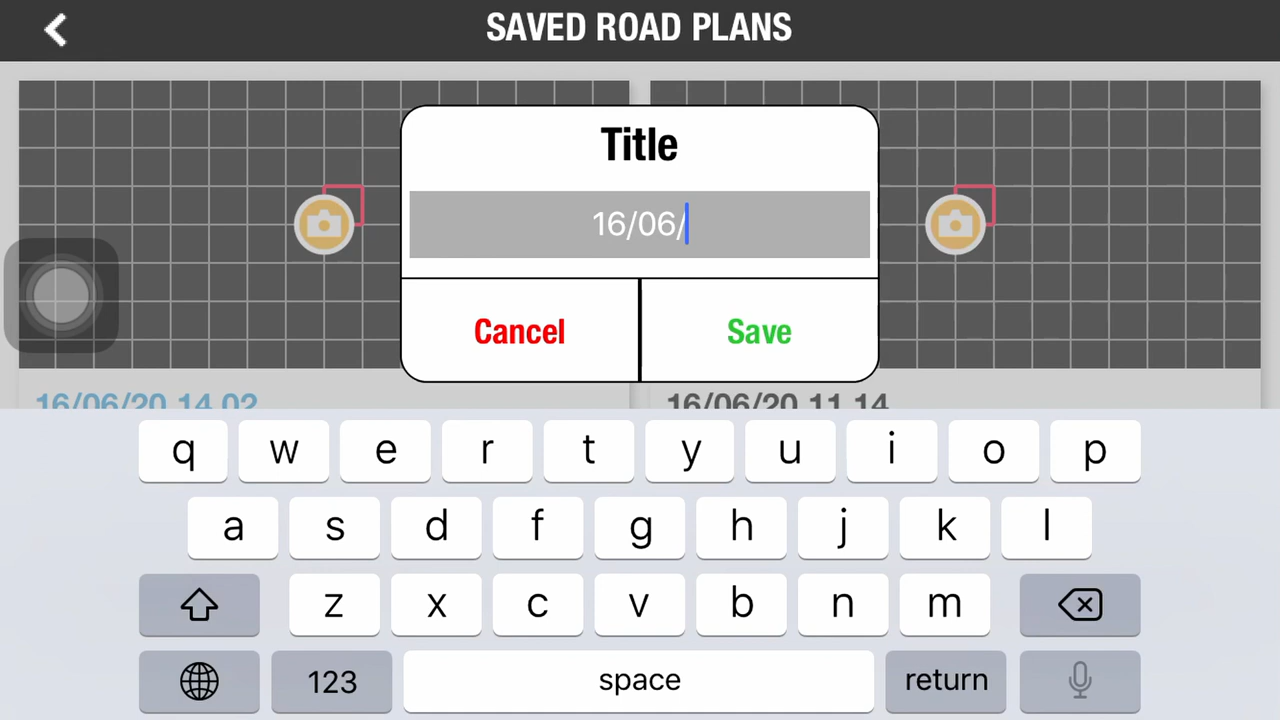 SAVED ROAD PLANS
Title
16/06/
Cancel
Save
16/06/20 14 02
16/06/20 11 14
q w e r t y u i o p
a s d f g h j k l
z x c v b n m
123 space return